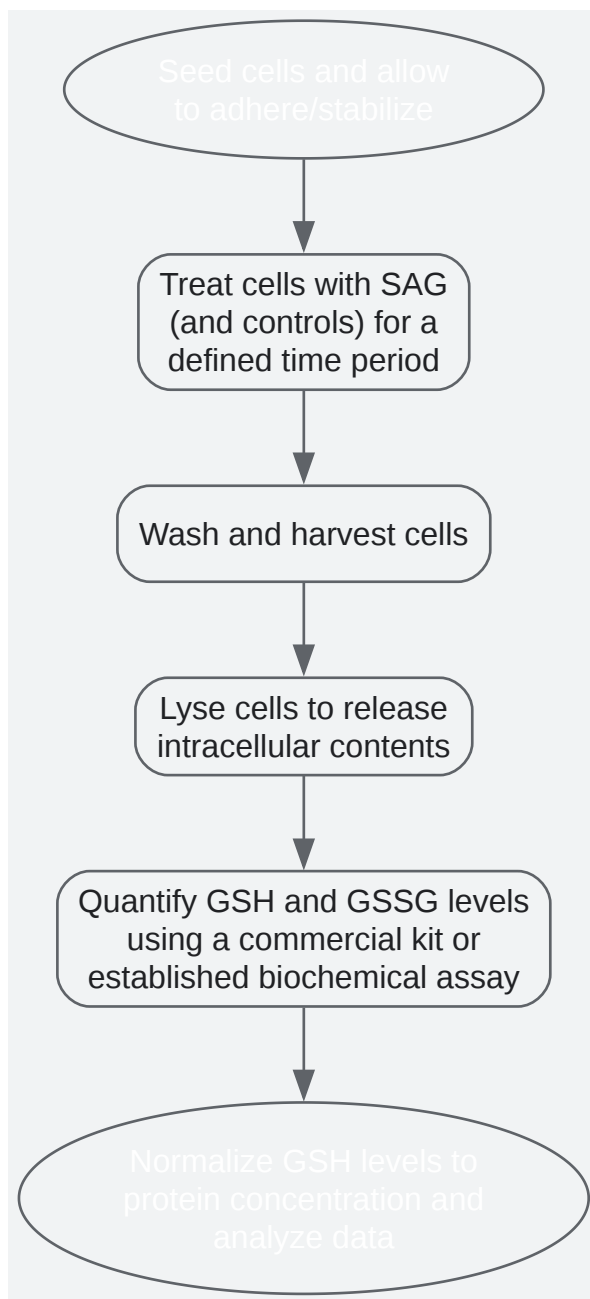 Seed cells and allow
to adhere/stabilize
Treat cells with SAG
(and controls) for a
defined time period
Wash and harvest cells
Lyse cells to release
intracellular contents
Quantify GSH and GSSG levels
using a commercial kit or
established biochemical assay
Normalize GSH levels to
protein concentration and
analyze data